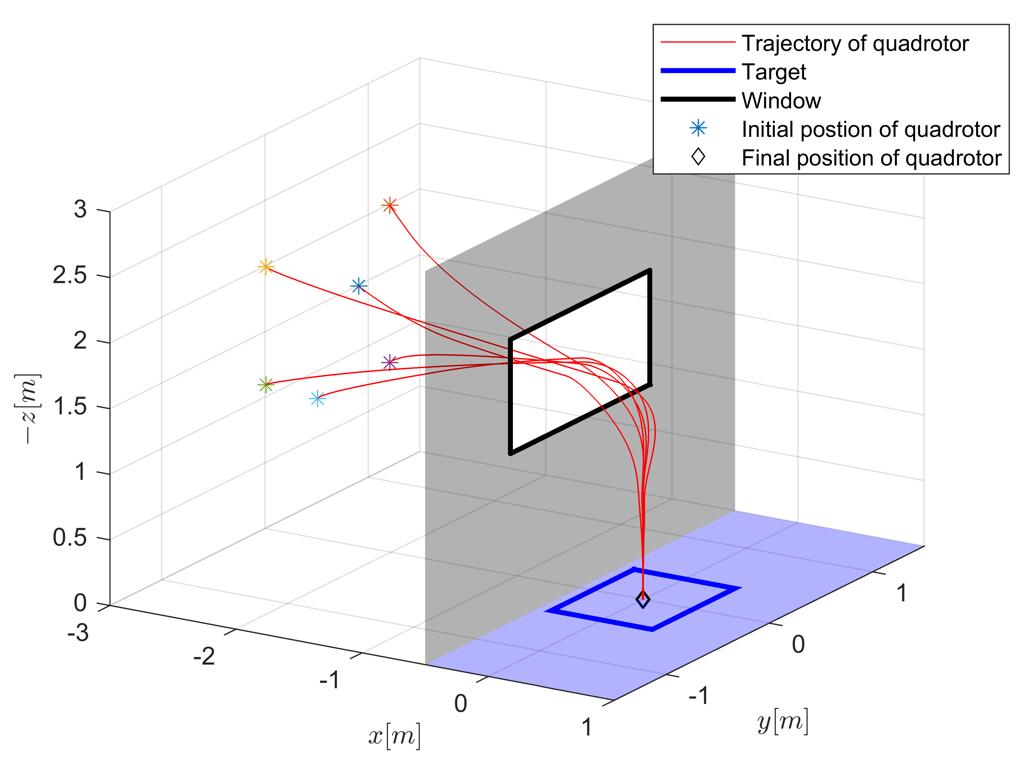 Trajectory of quadrotor
Target
Window
Initial postion of quadrotor
Final position of quadrotor
3
2.5
2
1.5
1
0.5
0
−z[m]
-3
-2
-1
0
1
x[m]
-1
0
1
y[m]